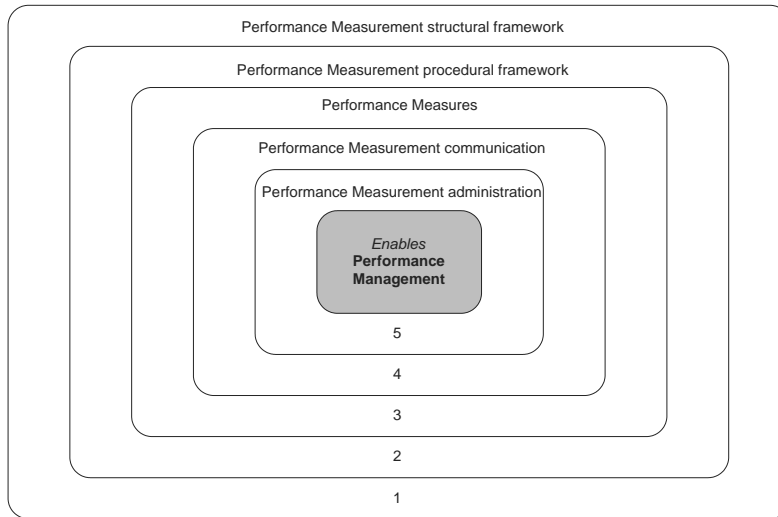 Performance Measurement structural framework
Performance Measurement procedural framework
Performance Measures
Performance Measurement communication
Performance Measurement administration
Enables
Performance
Management
5
4
3
2
1